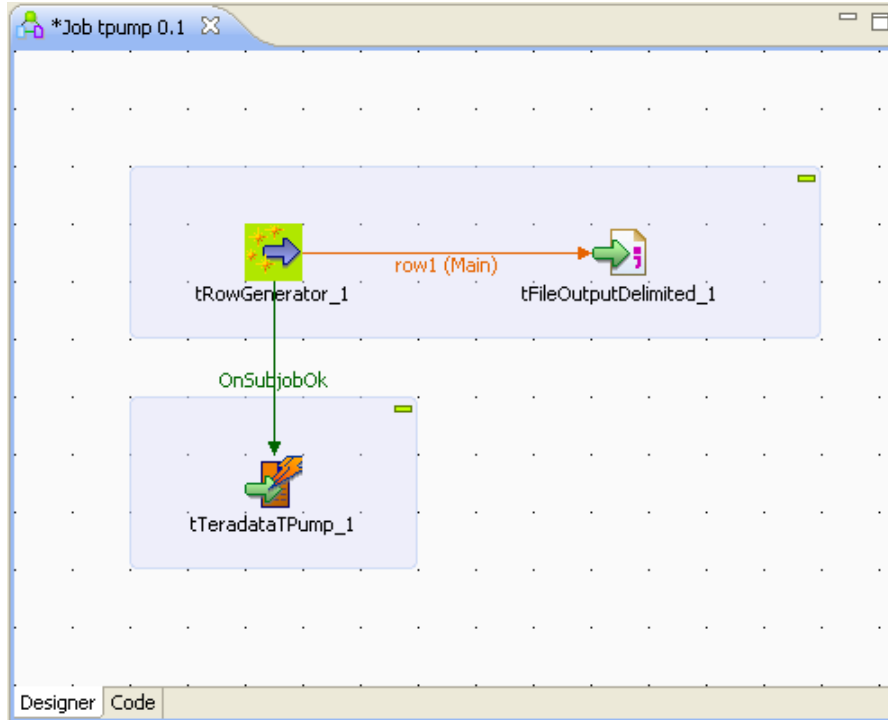 *Job tpump 0.1
row1 (Main)
tRowGenerator_1
tFileOutputDelimited_1
OnSubjobOk
tTeradataTPump_1
Designer Code